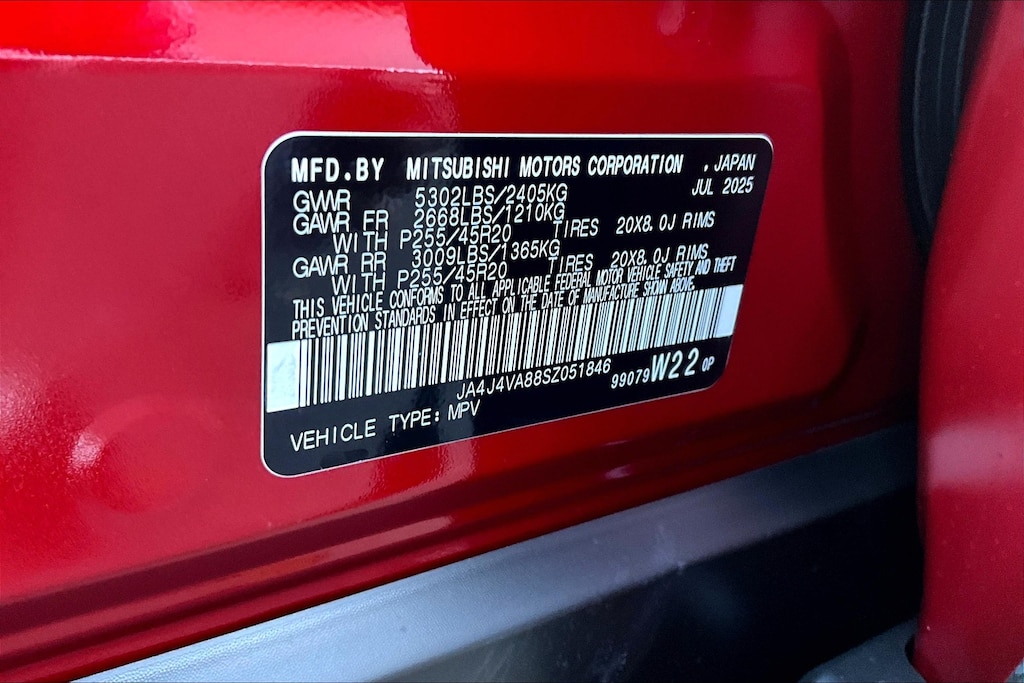 MFD.BY MITSUBISHI MOTORS CORPORATION , JAPAN
JUL 2025
GVWR 5302LBS/2405KG
GAWR FR 2668LBS/1210KG
WITH P255/45R20 TIRES 20X8.0J RIMS
GAWR RR 3009LBS/1365KG
WITH P255/45R20 TIRES 20X8.0J RIMS
THIS VEHICLE CONFORMS TO ALL APPLICABLE FEDERAL MOTOR VEHICLE SAFETY AND THEFT
PREVENTION STANDARDS IN EFFECT ON THE DATE OF MANUFACTURE SHOWN ABOVE.
JA4J4VA88SZ051846 99079 W22 OP
VEHICLE TYPE: MPV